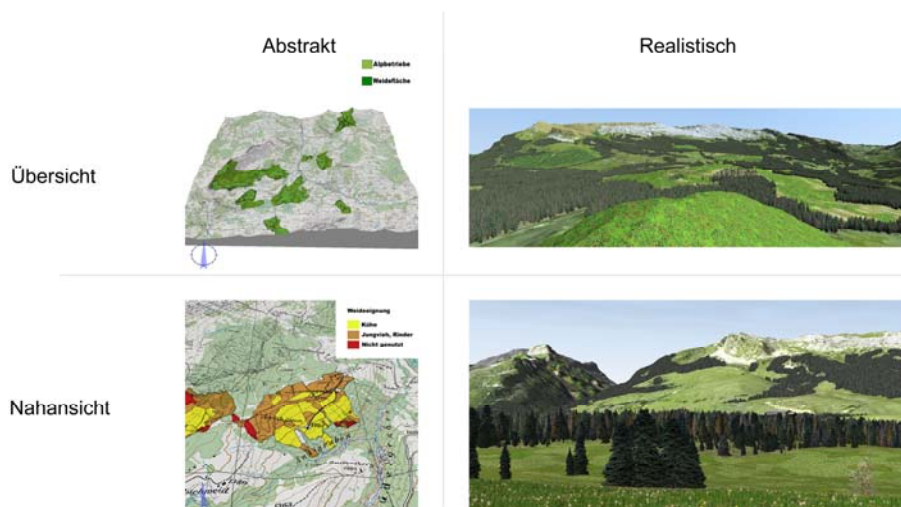 Abstrakt
Realistisch
Alpbetriebe
Weidefläche
Übersicht
Weideeignung
Kühe
Jungvieh, Rinder
Nicht genutzt
Nahansicht